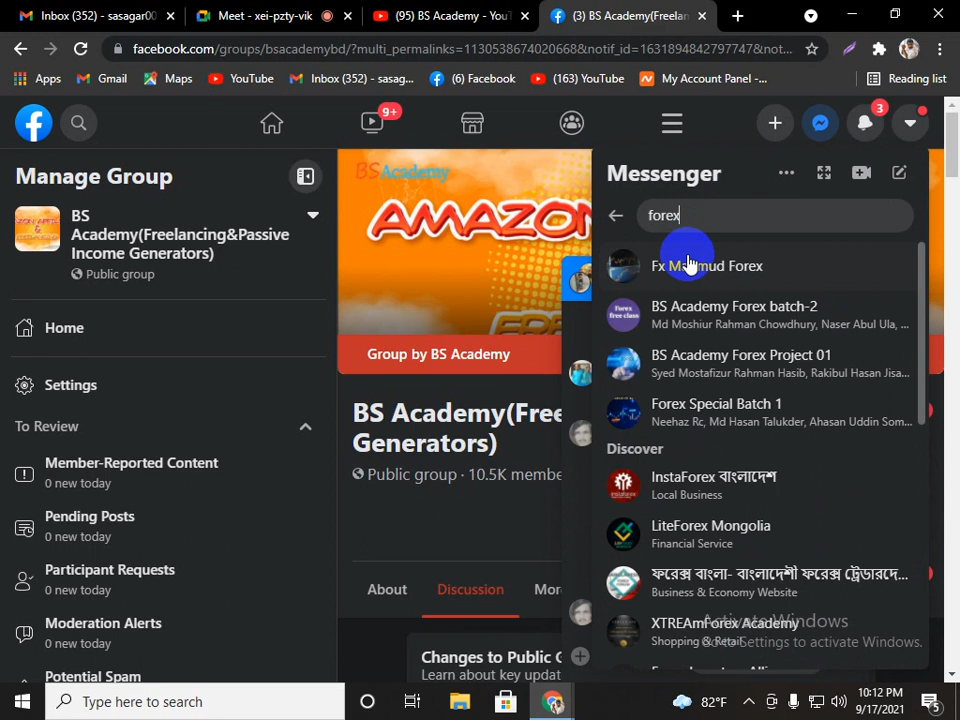 Inbox (352) - sasagar00
Meet - xei-pzty-vik
(95) BS Academy - YouT
(3) BS Academy(Freelan
facebook.com/groups/bsacademybd/?multi_permalinks=1130538674020668&notif_id=1631894842797747&not...
Apps
Gmail
Maps
YouTube
Inbox (352) - sasag...
(6) Facebook
(163) YouTube
My Account Panel -...
Reading list
9+
3
Manage Group
BS Academy(Freelancing&Passive Income Generators)
Public group
Home
Settings
To Review
Member-Reported Content
0 new today
Pending Posts
0 new today
Participant Requests
0 new today
Moderation Alerts
0 new today
Potential Spam
BSAcademy
AMAZON
Group by BS Academy
BS Academy(Free
Generators)
Public group · 10.5K membe
About
Discussion
Mor
Changes to Public G
Learn about key updat
Messenger
forex
Fx Mahmud Forex
BS Academy Forex batch-2
Md Moshiur Rahman Chowdhury, Naser Abul Ula, ...
BS Academy Forex Project 01
Syed Mostafizur Rahman Hasib, Rakibul Hasan Jisa...
Forex Special Batch 1
Neehaz Rc, Md Hasan Talukder, Ahasan Uddin Som...
Discover
InstaForex বাংলাদেশ
Local Business
LiteForex Mongolia
Financial Service
ফরেক্স বাংলা- বাংলাদেশী ফরেক্স ট্রেডারদে...
Business & Economy Website
XTREAmForex Academy
Shopping & Retail
Activate Windows
Go to Settings to activate Windows.
Type here to search
82°F
10:12 PM
9/17/2021
5